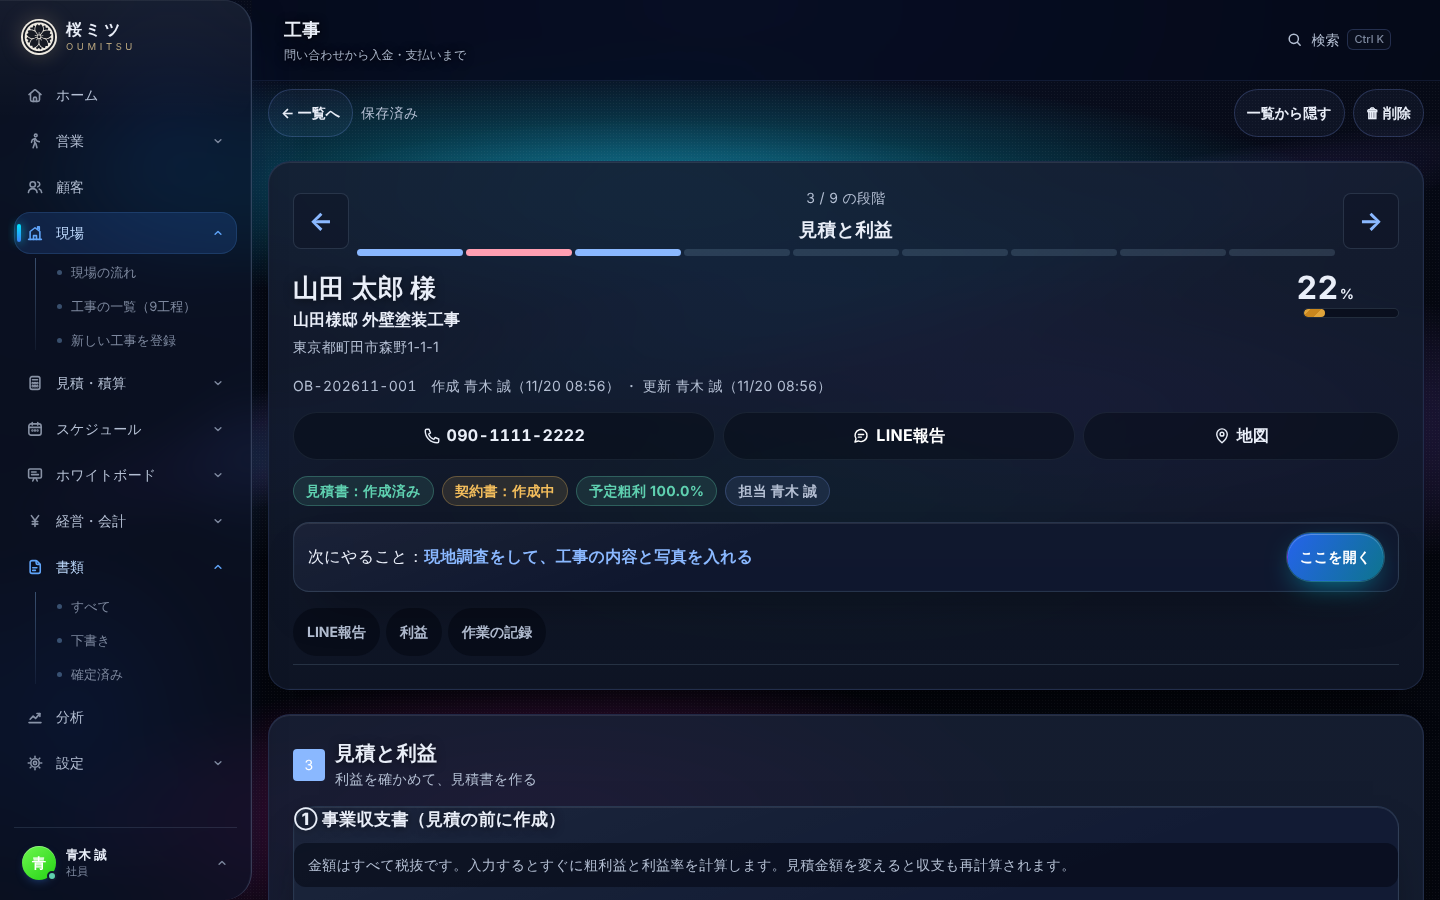 桜ミツ
OUMITSU
ホーム
営業
顧客
現場
現場の流れ
工事の一覧（9工程）
新しい工事を登録
見積・積算
スケジュール
ホワイトボード
経営・会計
書類
すべて
下書き
確定済み
分析
設定
青
青木 誠
社員
工事
問い合わせから入金・支払いまで
検索 Ctrl K
← 一覧へ
保存済み
一覧から隠す
削除
3 / 9 の段階
見積と利益
山田 太郎 様
山田様邸 外壁塗装工事
東京都町田市森野1-1-1
22%
OB-202611-001 作成 青木 誠（11/20 08:56） ・ 更新 青木 誠（11/20 08:56）
090-1111-2222
LINE報告
地図
見積書：作成済み
契約書：作成中
予定粗利 100.0%
担当 青木 誠
次にやること：現地調査をして、工事の内容と写真を入れる
ここを開く
LINE報告
利益
作業の記録
3
見積と利益
利益を確かめて、見積書を作る
① 事業収支書（見積の前に作成）
金額はすべて税抜です。入力するとすぐに粗利益と利益率を計算します。見積金額を変えると収支も再計算されます。